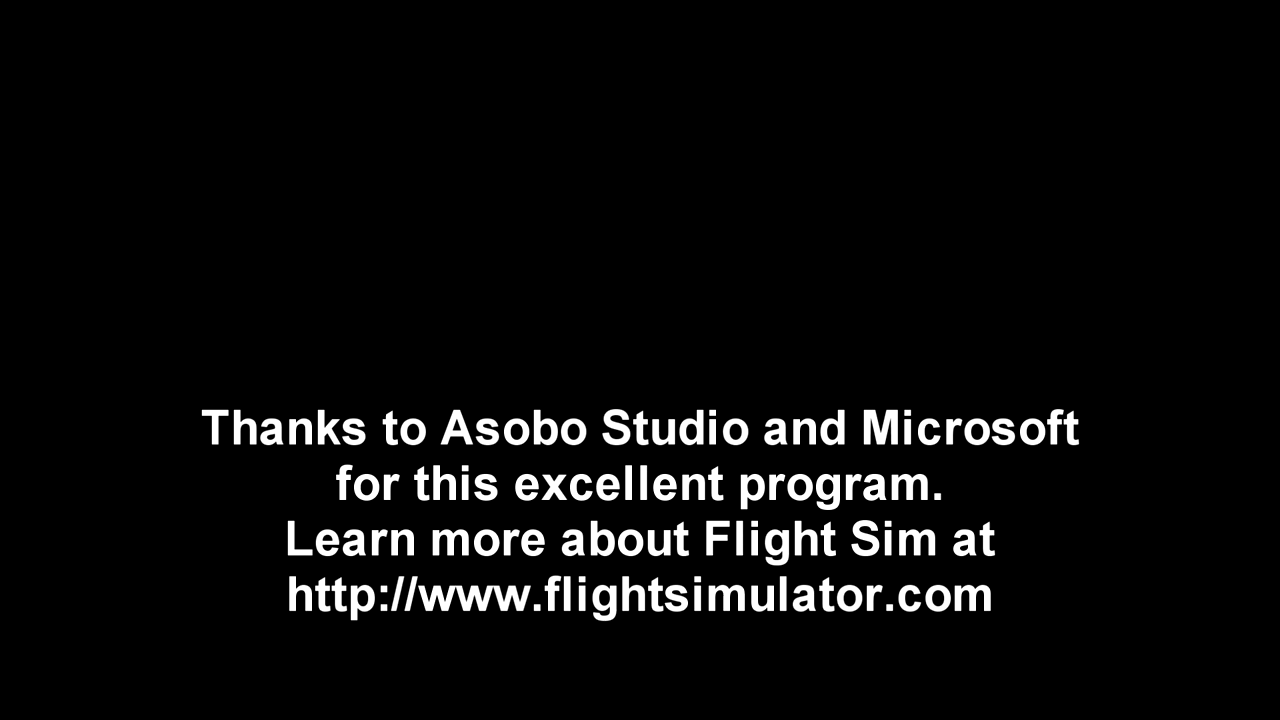 Thanks to Asobo Studio and Microsoft
for this excellent program.
Learn more about Flight Sim at
http://www.flightsimulator.com